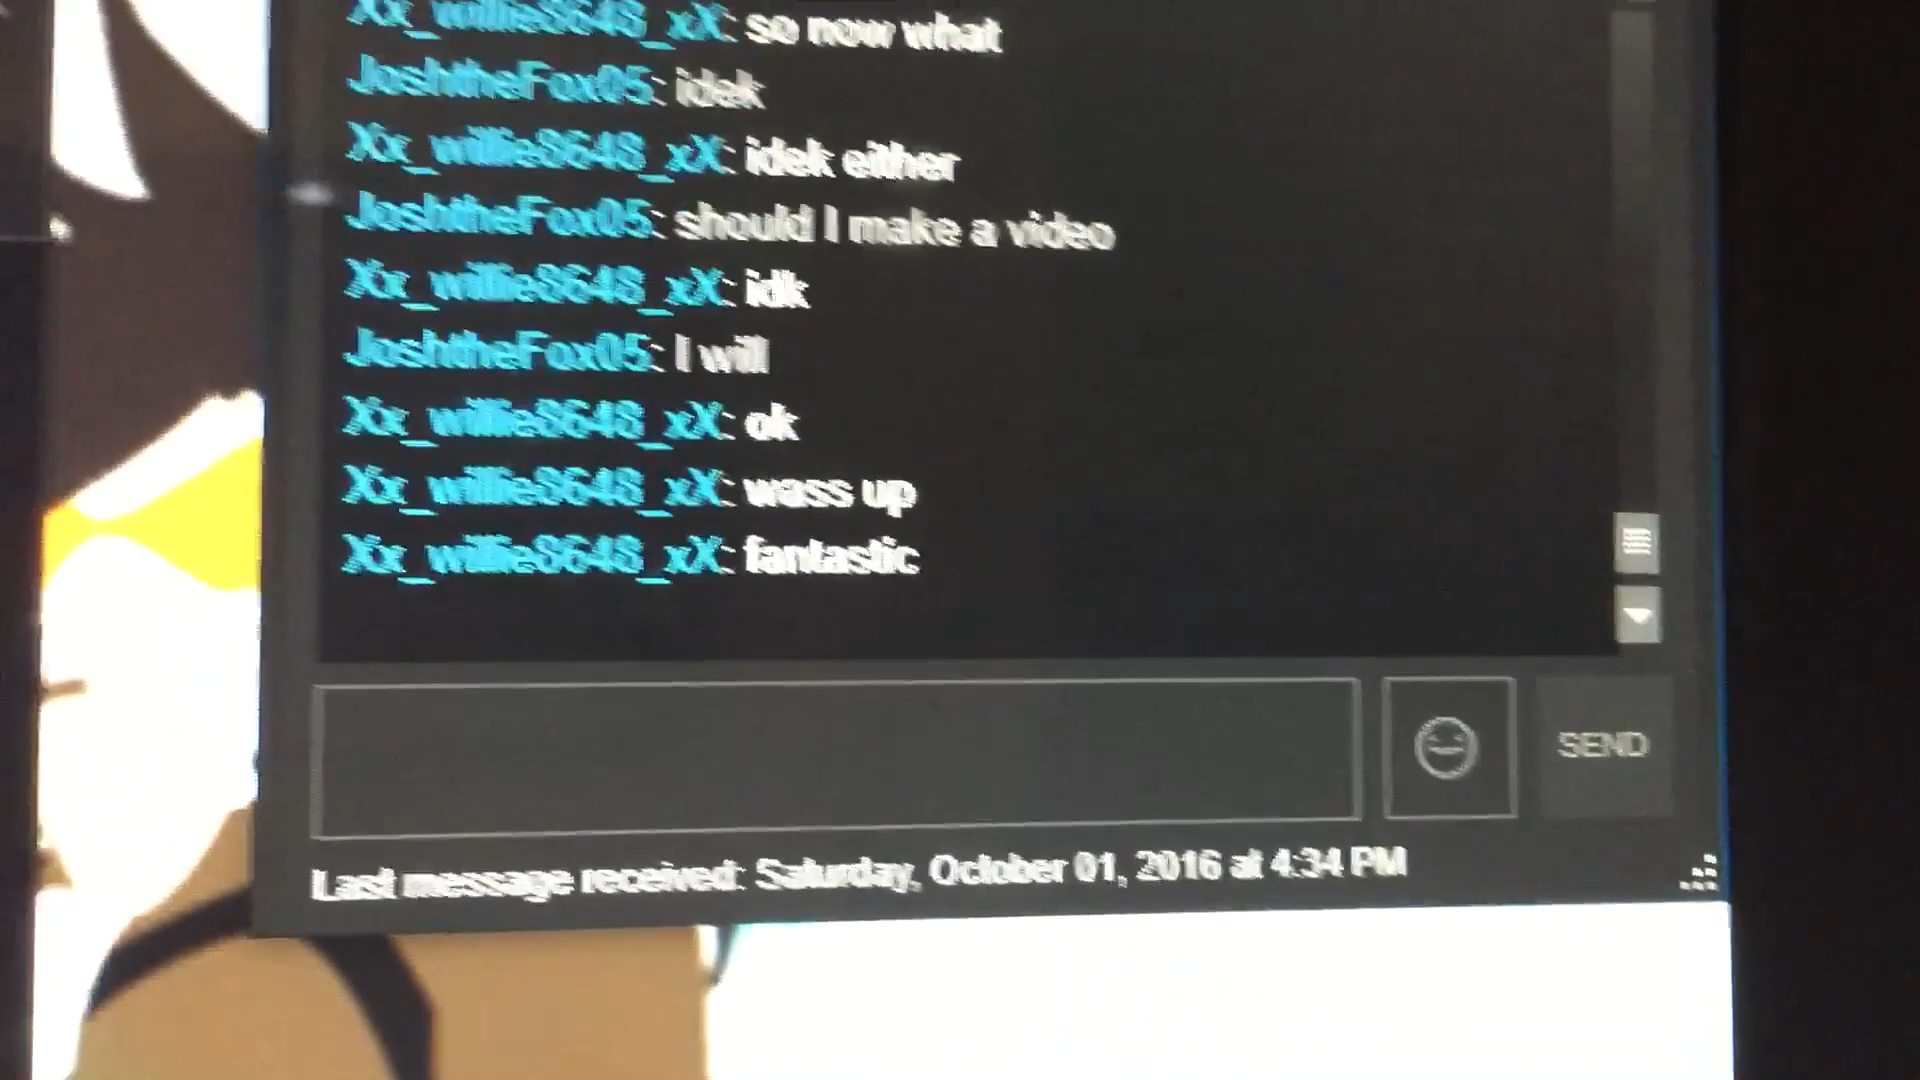 Xx_willie8648_xX: so now what
JoshtheFox05: idek
Xx_willie8648_xX: idek either
JoshtheFox05: should I make a video
Xx_willie8648_xX: idk
JoshtheFox05: I will
Xx_willie8648_xX: ok
Xx_willie8648_xX: wass up
Xx_willie8648_xX: fantastic
SEND
Last message received: Saturday, October 01, 2016 at 4:34 PM